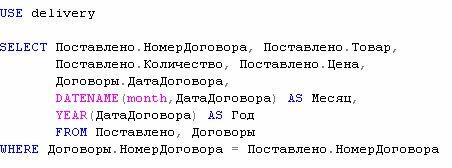 USE delivery
SELECT Поставлено.НомерДоговора, Поставлено.Товар,
Поставлено.Количество, Поставлено.Цена,
Договоры.ДатаДоговора,
DATENAME(month,ДатаДоговора) AS Месяц,
YEAR(ДатаДоговора) AS Год
FROM Поставлено, Договоры
WHERE Договоры.НомерДоговора = Поставлено.НомерДоговора